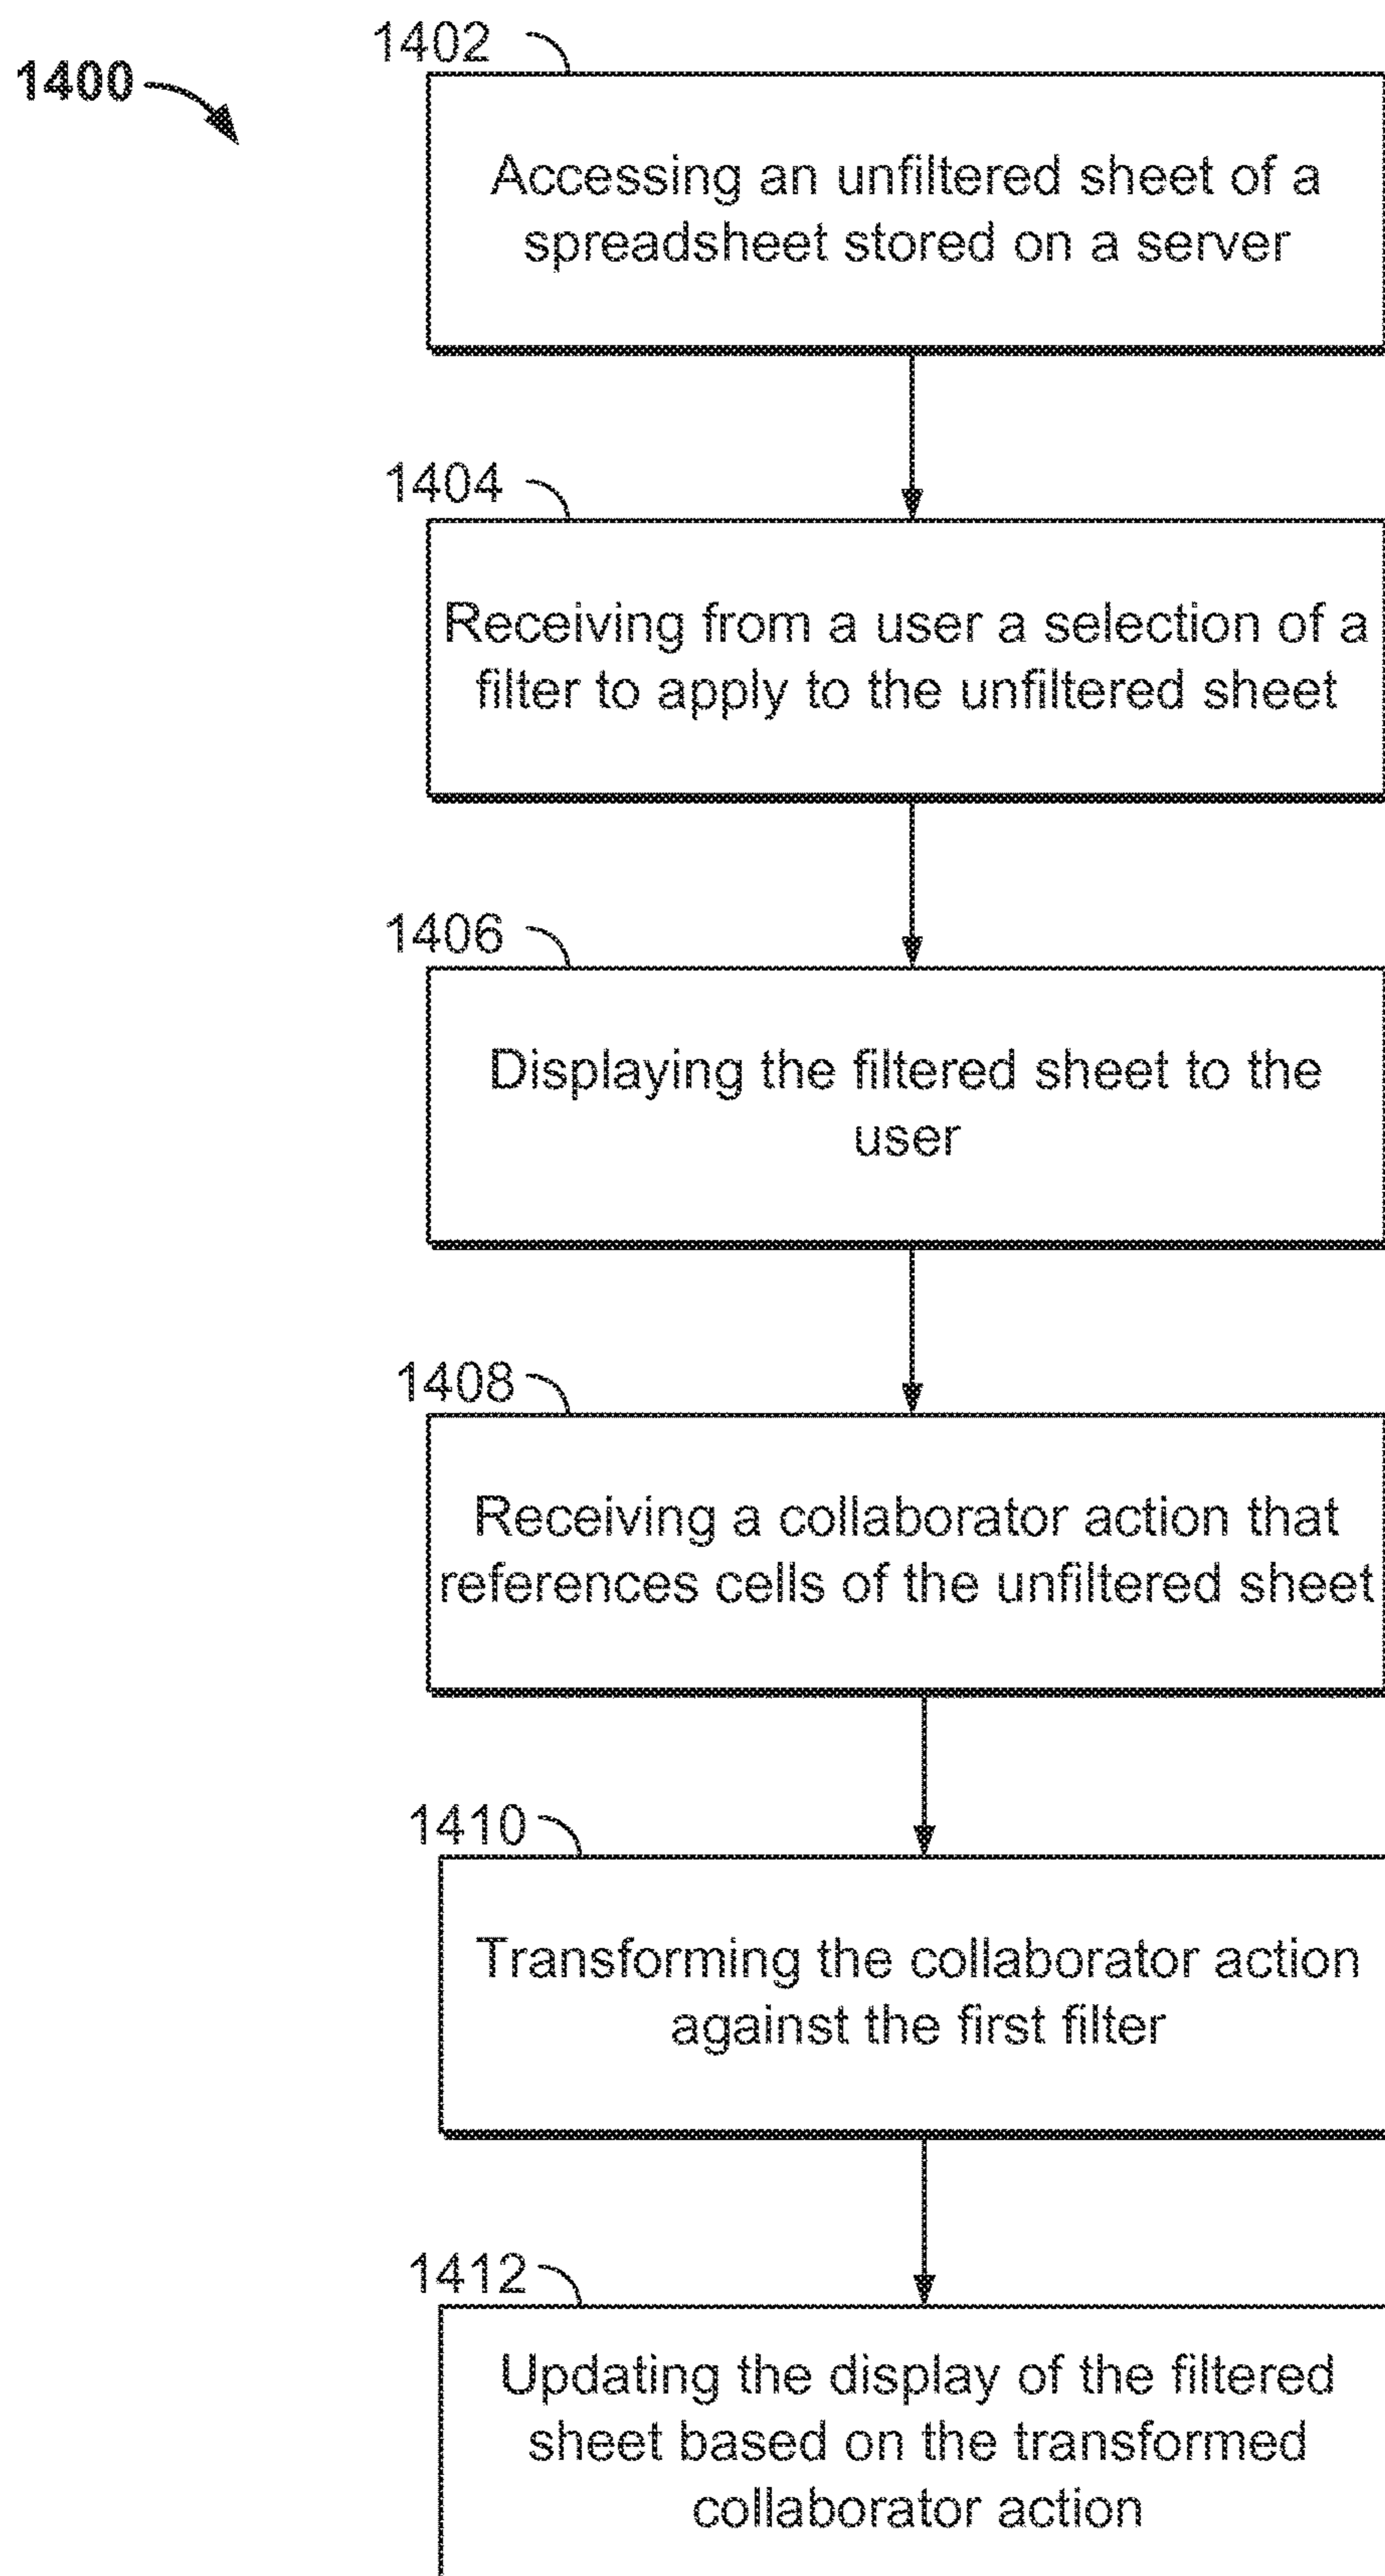 1400
1402
Accessing an unfiltered sheet of a
spreadsheet stored on a server
1404
Receiving from a user a selection of a
filter to apply to the unfiltered sheet
1406
Displaying the filtered sheet to the
user
1408
Receiving a collaborator action that
references cells of the unfiltered sheet
1410
Transforming the collaborator action
against the first filter
1412
Updating the display of the filtered
sheet based on the transformed
collaborator action